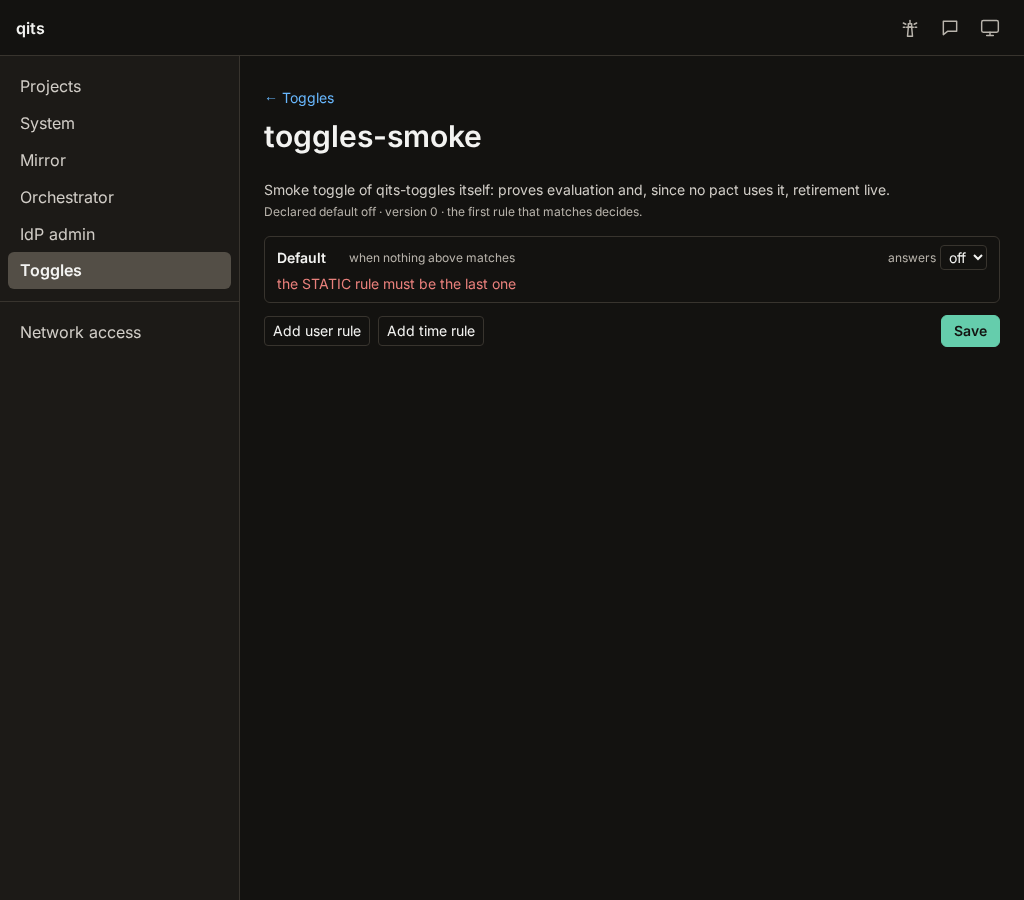 qits
Projects
System
Mirror
Orchestrator
IdP admin
Toggles
Network access
← Toggles
toggles-smoke
Smoke toggle of qits-toggles itself: proves evaluation and, since no pact uses it, retirement live.
Declared default off · version 0 · the first rule that matches decides.
Default when nothing above matches answers off
the STATIC rule must be the last one
Add user rule Add time rule Save